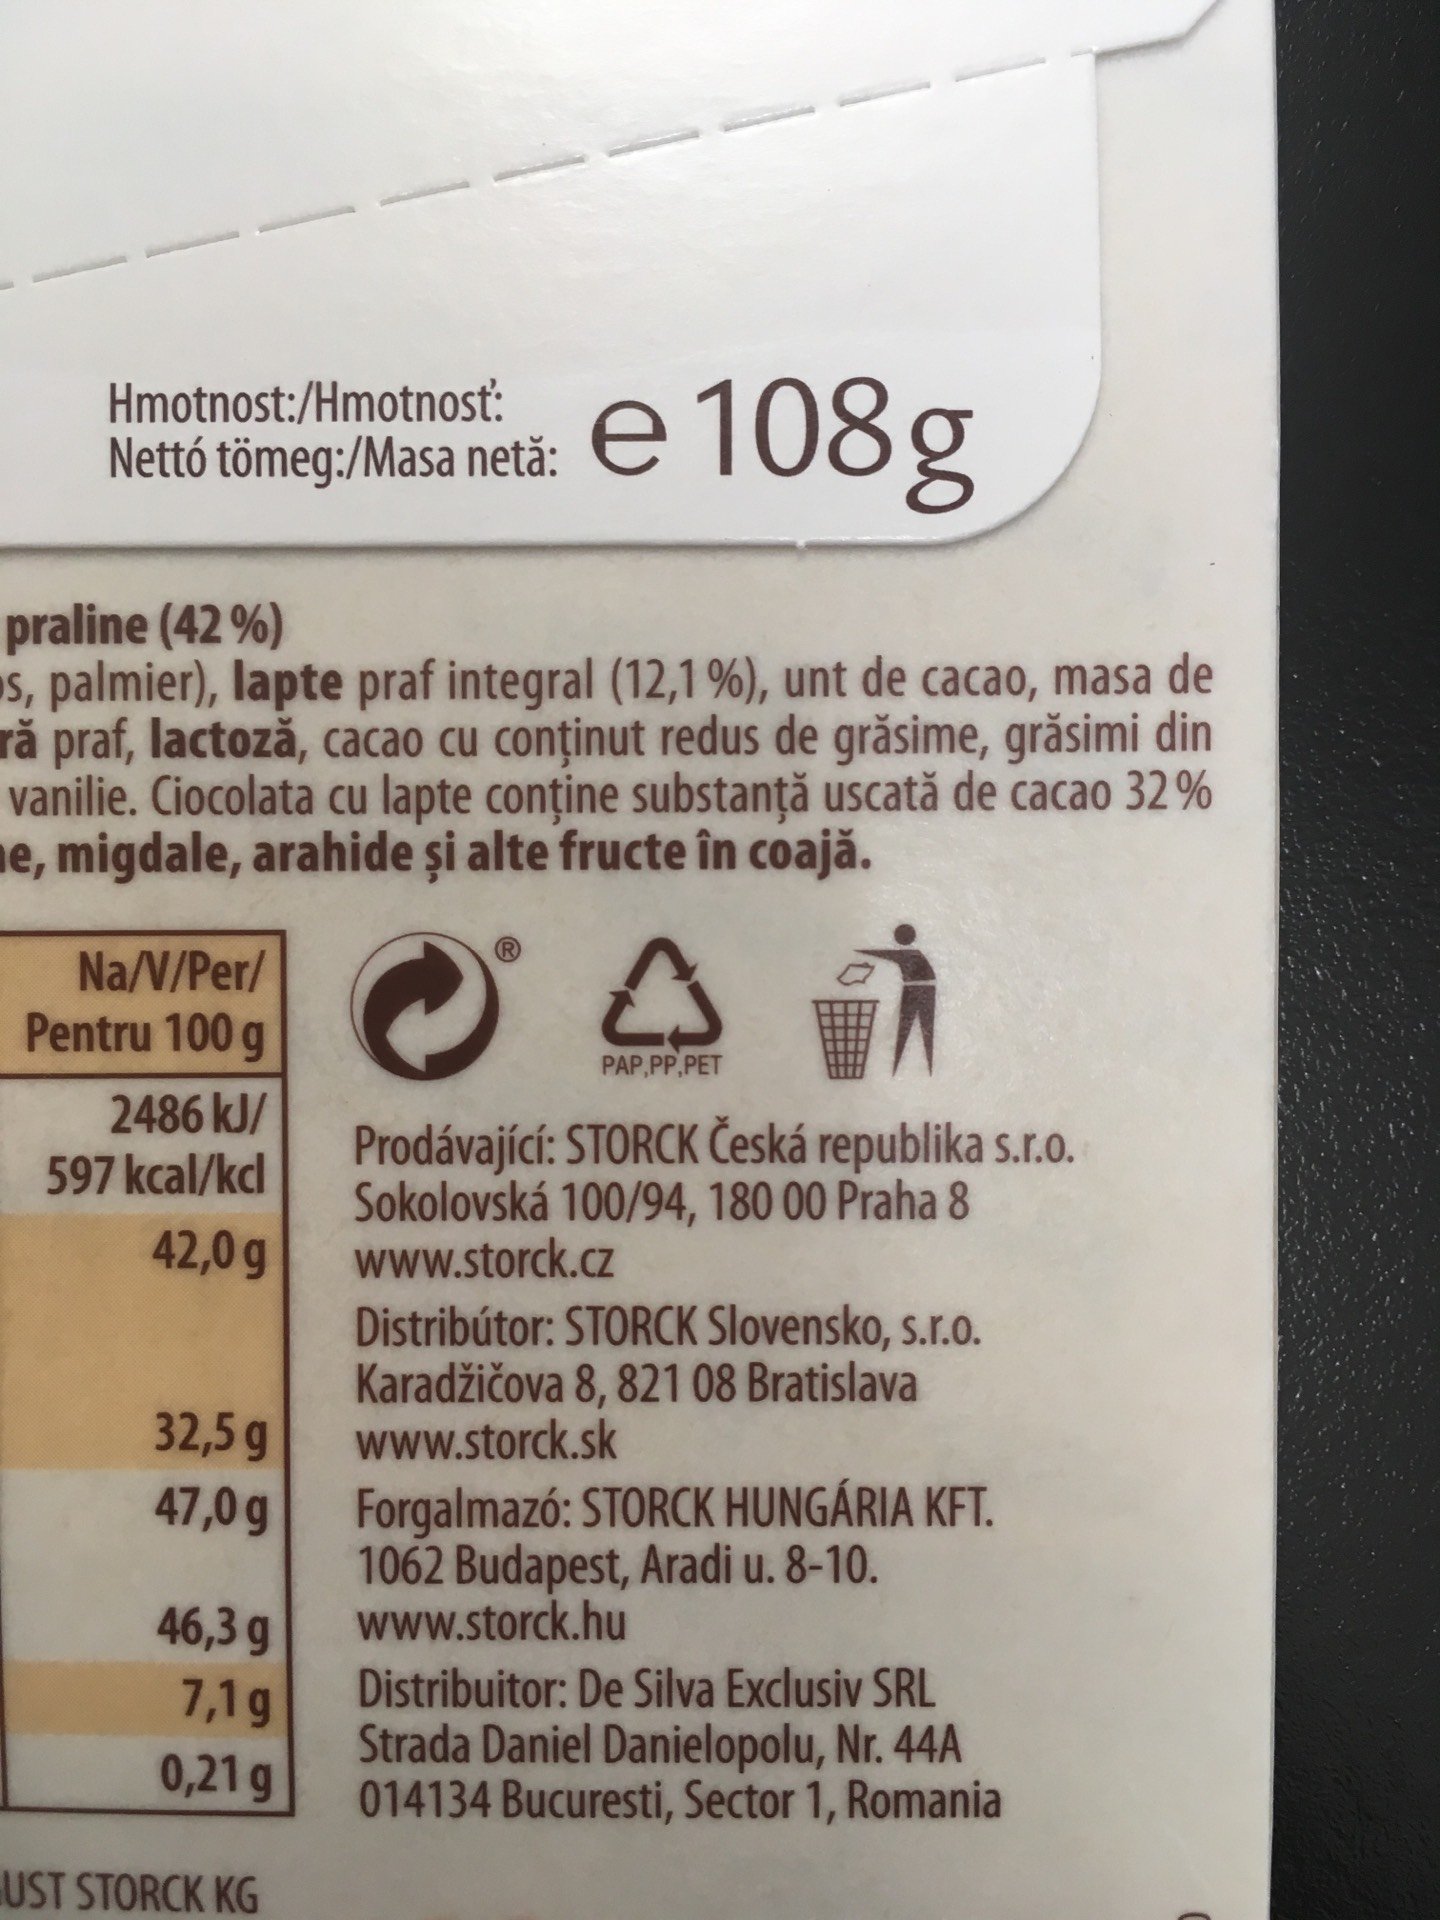 Hmotnost:/Hmotnosť:
Nettó tömeg:/Masa netă: e 108g
praline (42 %)
palmier), lapte praf integral (12,1 %), unt de cacao, masa de
praf, lactoză, cacao cu conținut redus de grăsime, grăsimi din
vanilie. Ciocolata cu lapte conține substanță uscată de cacao 32 %
migdale, arahide și alte fructe în coajă.
Na/V/Per/
Pentru 100 g
2486 kJ/
597 kcal/kcl
42,0 g
32,5 g
47,0 g
46,3 g
7,1 g
0,21 g
®
PAP,PP,PET
Prodávající: STORCK Česká republika s.r.o.
Sokolovská 100/94, 180 00 Praha 8
www.storck.cz
Distribútor: STORCK Slovensko, s.r.o.
Karadžičova 8, 821 08 Bratislava
www.storck.sk
Forgalmazó: STORCK HUNGÁRIA KFT.
1062 Budapest, Aradi u. 8-10.
www.storck.hu
Distribuitor: De Silva Exclusiv SRL
Strada Daniel Danielopolu, Nr. 44A
014134 Bucuresti, Sector 1, Romania
STORCK KG